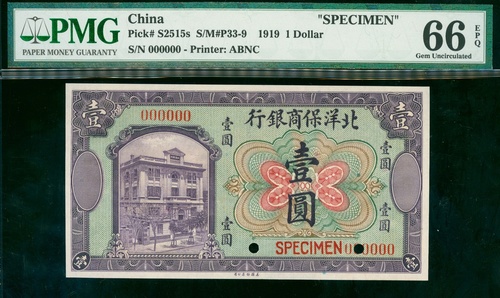 PMG
PAPER MONEY GUARANTY
China "SPECIMEN"
Pick# S2515s S/M#P33-9 1919 1 Dollar
S/N 000000 - Printer: ABNC
66 EPQ
Gem Uncirculated
壹
壹
000000
行銀商保洋北
壹圓
壹圓
壹圓
壹圓
壹圓
SPECIMEN
000000
壹
壹